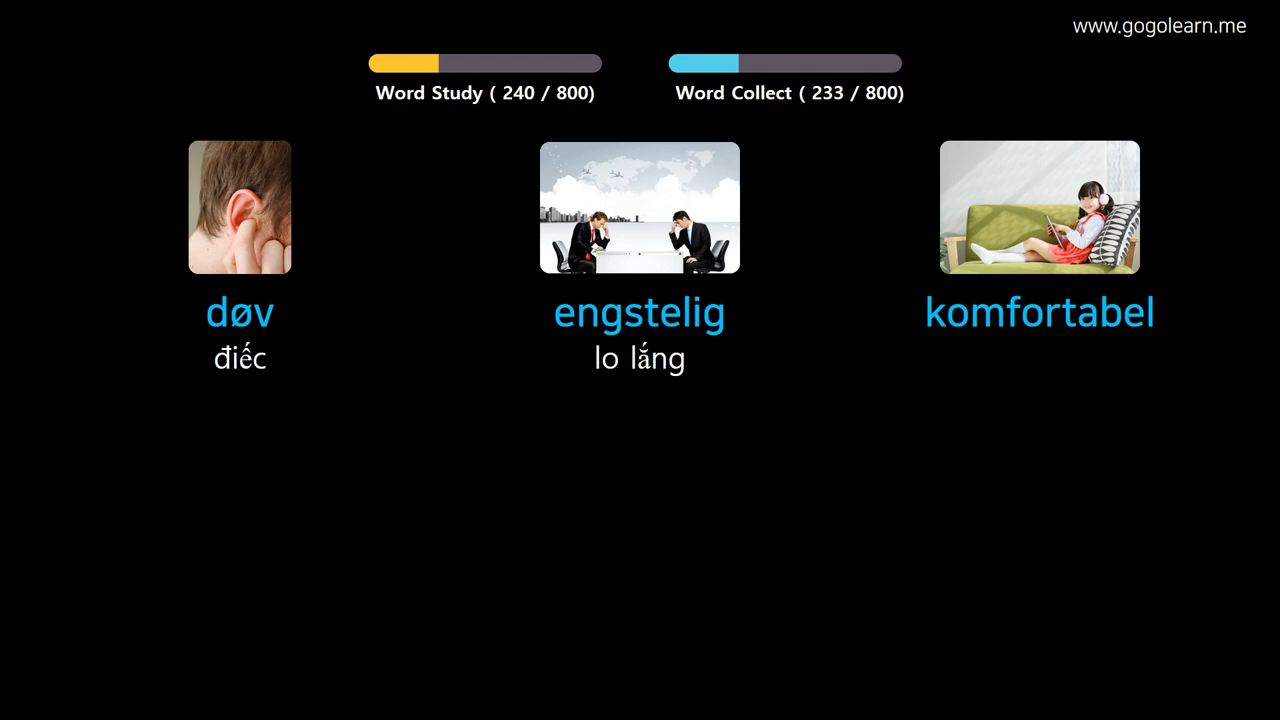 www.gogolearn.me
Word Study ( 240 / 800)
Word Collect ( 233 / 800)
døv
engstelig
komfortabel
điếc
lo lắng